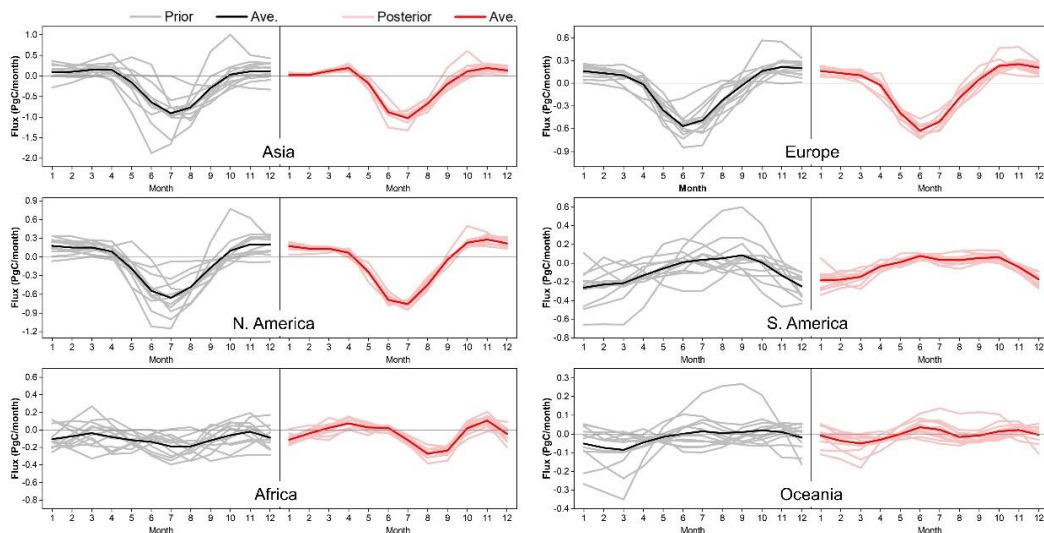 Prior Ave. Posterior Ave.
Flux (PgC/month)
1.0
0.5
0.0
-0.5
-1.0
-1.5
-2.0
Asia
1 2 3 4 5 6 7 8 9 10 11 12 1 2 3 4 5 6 7 8 9 10 11 12
Month Month
Flux (PgC/month)
0.6
0.3
0.0
-0.3
-0.6
-0.9
Europe
1 2 3 4 5 6 7 8 9 10 11 12 1 2 3 4 5 6 7 8 9 10 11 12
Month Month
Flux (PgC/month)
0.9
0.6
0.3
0.0
-0.3
-0.6
-0.9
-1.2
N. America
1 2 3 4 5 6 7 8 9 10 11 12 1 2 3 4 5 6 7 8 9 10 11 12
Month Month
Flux (PgC/month)
0.6
0.4
0.2
0.0
-0.2
-0.4
-0.6
-0.8
S. America
1 2 3 4 5 6 7 8 9 10 11 12 1 2 3 4 5 6 7 8 9 10 11 12
Month Month
Flux (PgC/month)
0.6
0.4
0.2
0.0
-0.2
-0.4
-0.6
-0.8
Africa
1 2 3 4 5 6 7 8 9 10 11 12 1 2 3 4 5 6 7 8 9 10 11 12
Month Month
Flux (PgC/month)
0.3
0.2
0.1
0.0
-0.1
-0.2
-0.3
-0.4
Oceania
1 2 3 4 5 6 7 8 9 10 11 12 1 2 3 4 5 6 7 8 9 10 11 12
Month Month